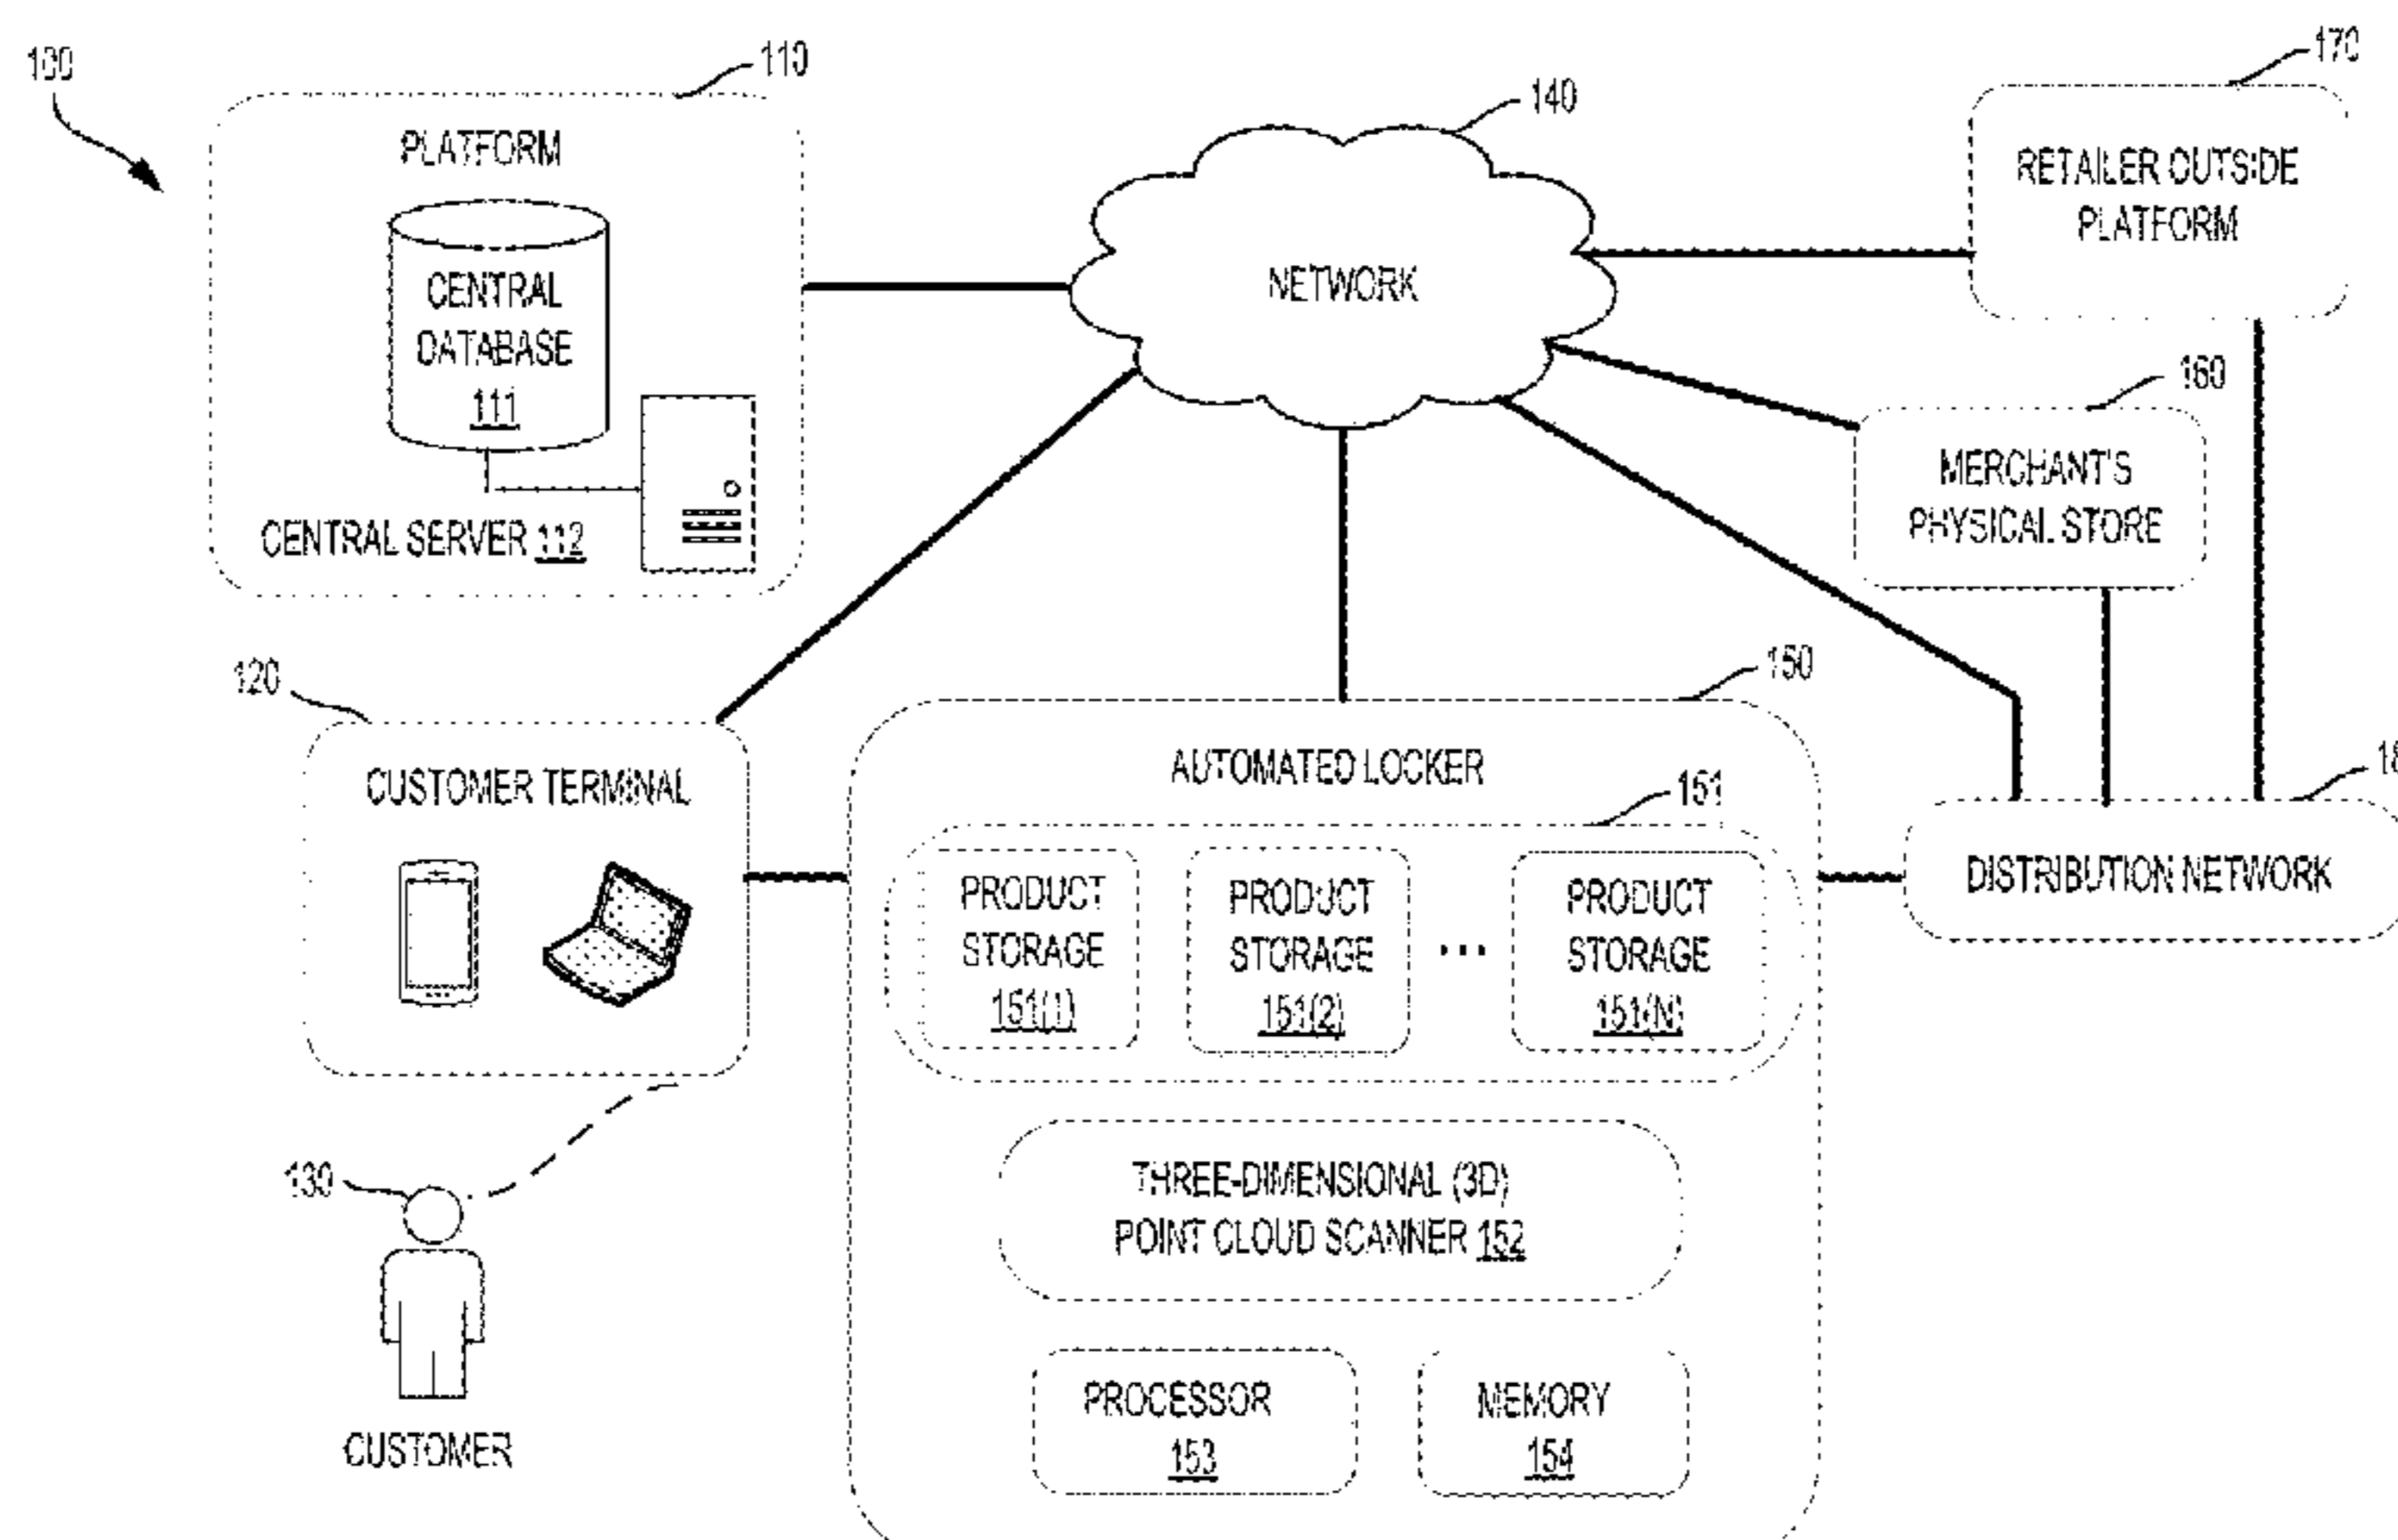 100
110
PLATFORM
CENTRAL
DATABASE
111
CENTRAL SERVER 112
140
NETWORK
170
RETAILER OUTSIDE
PLATFORM
160
MERCHANT'S
PHYSICAL STORE
120
CUSTOMER TERMINAL
150
AUTOMATED LOCKER
151
PRODUCT
STORAGE
151(1)
PRODUCT
STORAGE
151(2)
...
PRODUCT
STORAGE
151(N)
DISTRIBUTION NETWORK
THREE-DIMENSIONAL (3D)
POINT CLOUD SCANNER 152
130
CUSTOMER
PROCESSOR
153
MEMORY
154